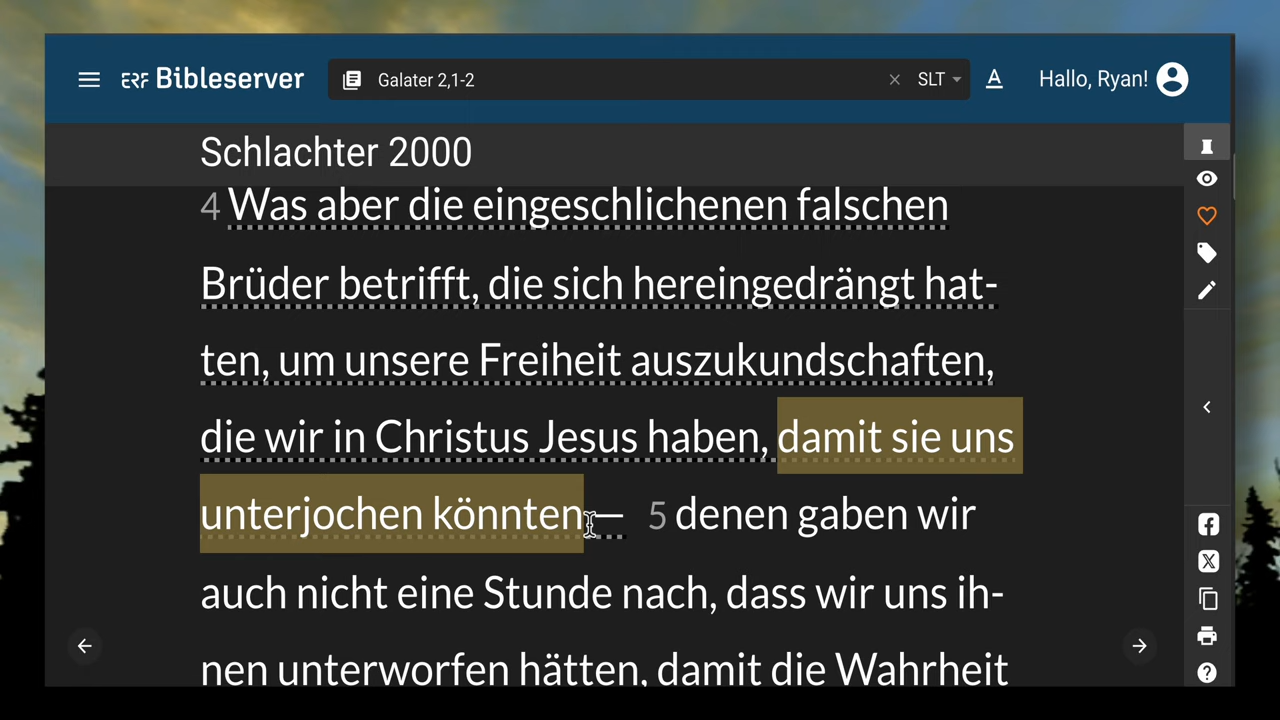 ERF Bibleserver
Galater 2,1-2
SLT
A
Hallo, Ryan!
Schlachter 2000
4 Was aber die eingeschlichenen falschen
Brüder betrifft, die sich hereingedrängt hat-
ten, um unsere Freiheit auszukundschaften,
die wir in Christus Jesus haben, damit sie uns
unterjochen könnten — 5 denen gaben wir
auch nicht eine Stunde nach, dass wir uns ih-
nen unterworfen hätten, damit die Wahrheit